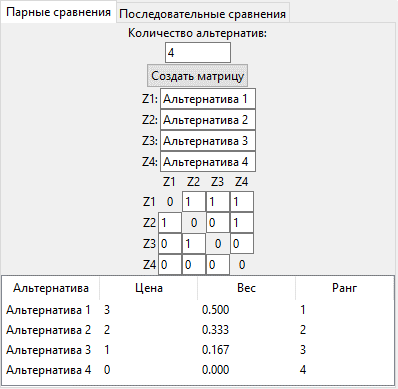 Парные сравнения Последовательные сравнения
Количество альтернатив:
4
Создать матрицу
Z1: Альтернатива 1
Z2: Альтернатива 2
Z3: Альтернатива 3
Z4: Альтернатива 4
Z1 Z2 Z3 Z4
Z1 0 1 1 1
Z2 1 0 0 1
Z3 0 1 0 0
Z4 0 0 0 0
Альтернатива Цена Вес Ранг
Альтернатива 1 3 0.500 1
Альтернатива 2 2 0.333 2
Альтернатива 3 1 0.167 3
Альтернатива 4 0 0.000 4